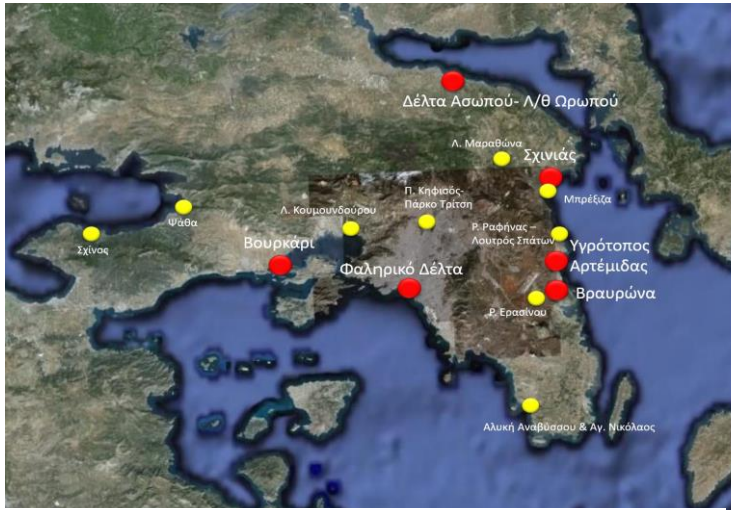 Δέλτα Ασωπού- Λ/θ Ωρωπού
Λ. Μαραθώνα
Σχινιάς
Μπρέξιζα
Π. Κηφισός-
Πάρκο Τρίτση
Λ. Κουμουνδούρου
Ψάθα
Σχίνος
Βουρκάρι
Ρ. Ραφήνας –
Λουτρός Σπάτων
Υγρότοπος
Αρτέμιδας
Φαληρικό Δέλτα
Βραυρώνα
Ρ. Ερασίνου
Αλυκή Αναβύσσου & Αγ. Νικόλαος